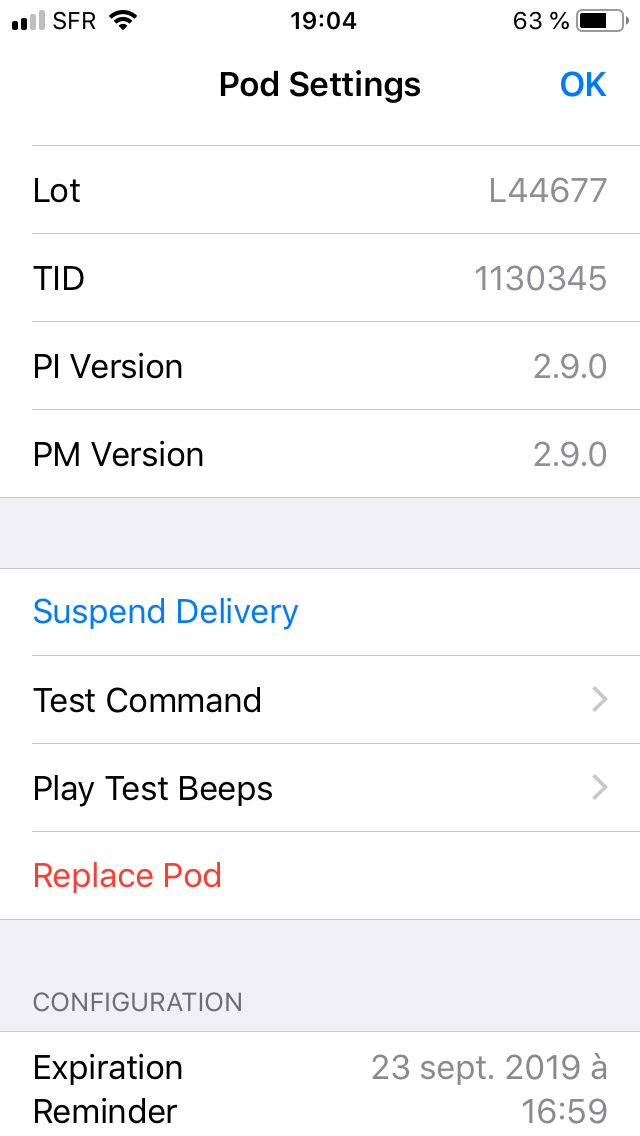 SFR 19:04 63 %
Pod Settings OK
Lot L44677
TID 1130345
PI Version 2.9.0
PM Version 2.9.0
Suspend Delivery
Test Command
Play Test Beeps
Replace Pod
CONFIGURATION
Expiration 23 sept. 2019 à
Reminder 16:59